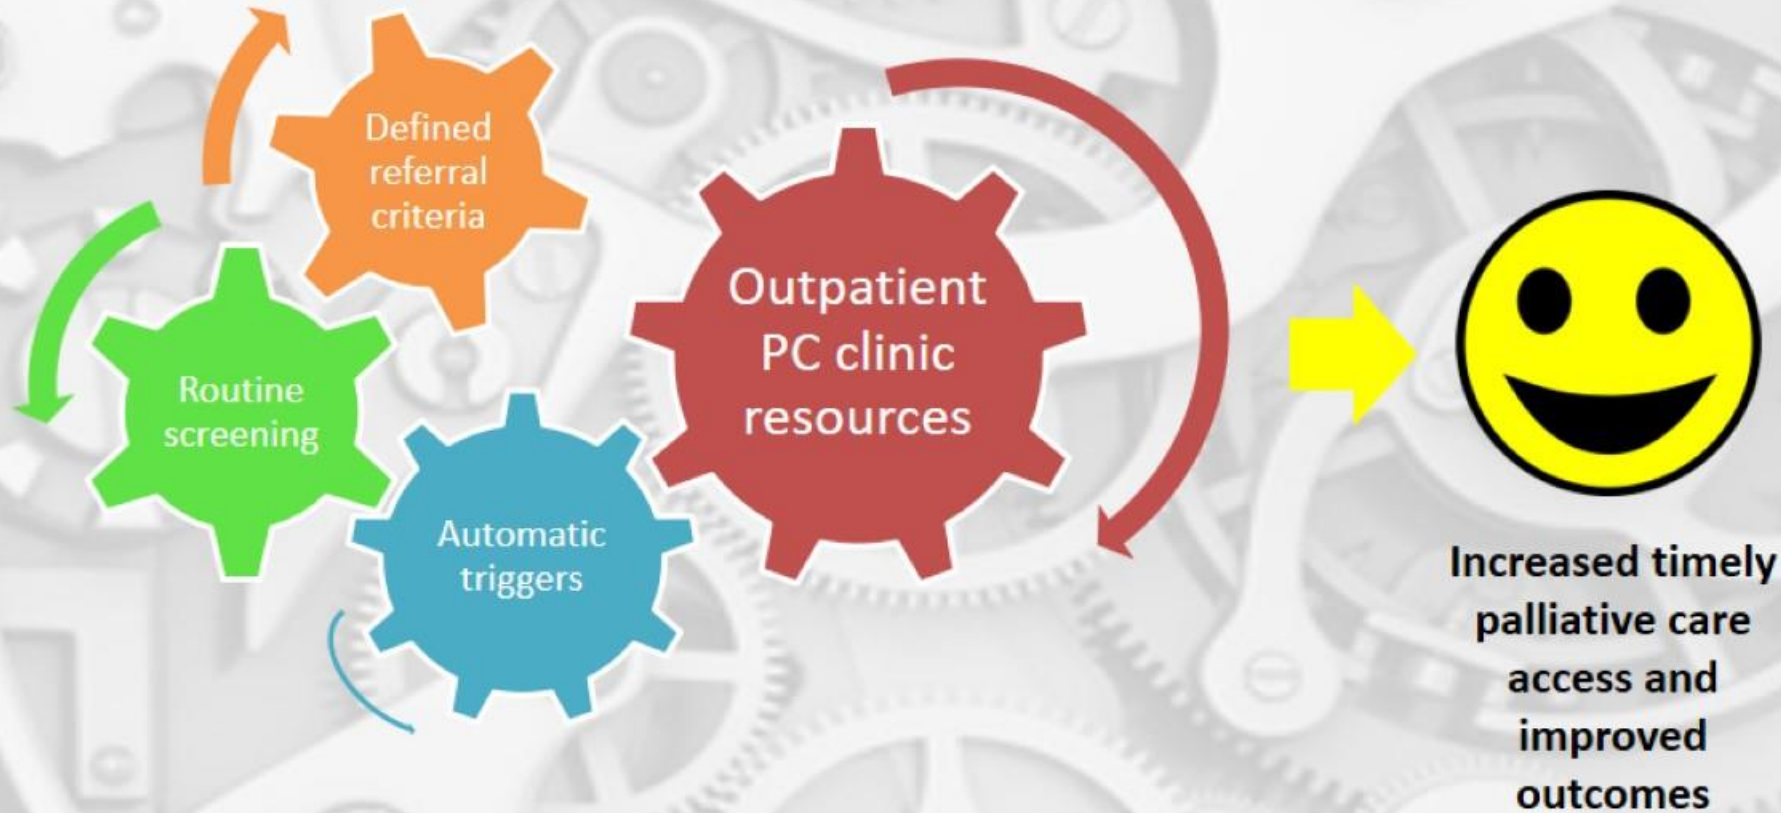 Defined
referral
criteria
Routine
screening
Automatic
triggers
Outpatient
PC clinic
resources
Increased timely
palliative care
access and
improved
outcomes